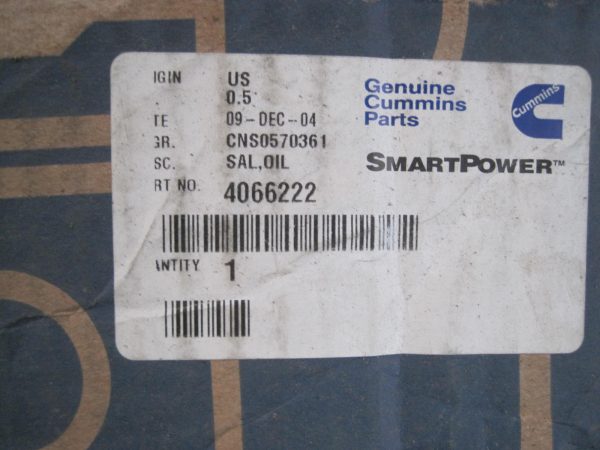 IGIN US
0.5
TE 09-DEC-04
GR. CNS0570361
SC. SAL,OIL
RT NO. 4066222
ANTITY 1
Genuine
Cummins
Parts
Cummins
SMARTPOWER™